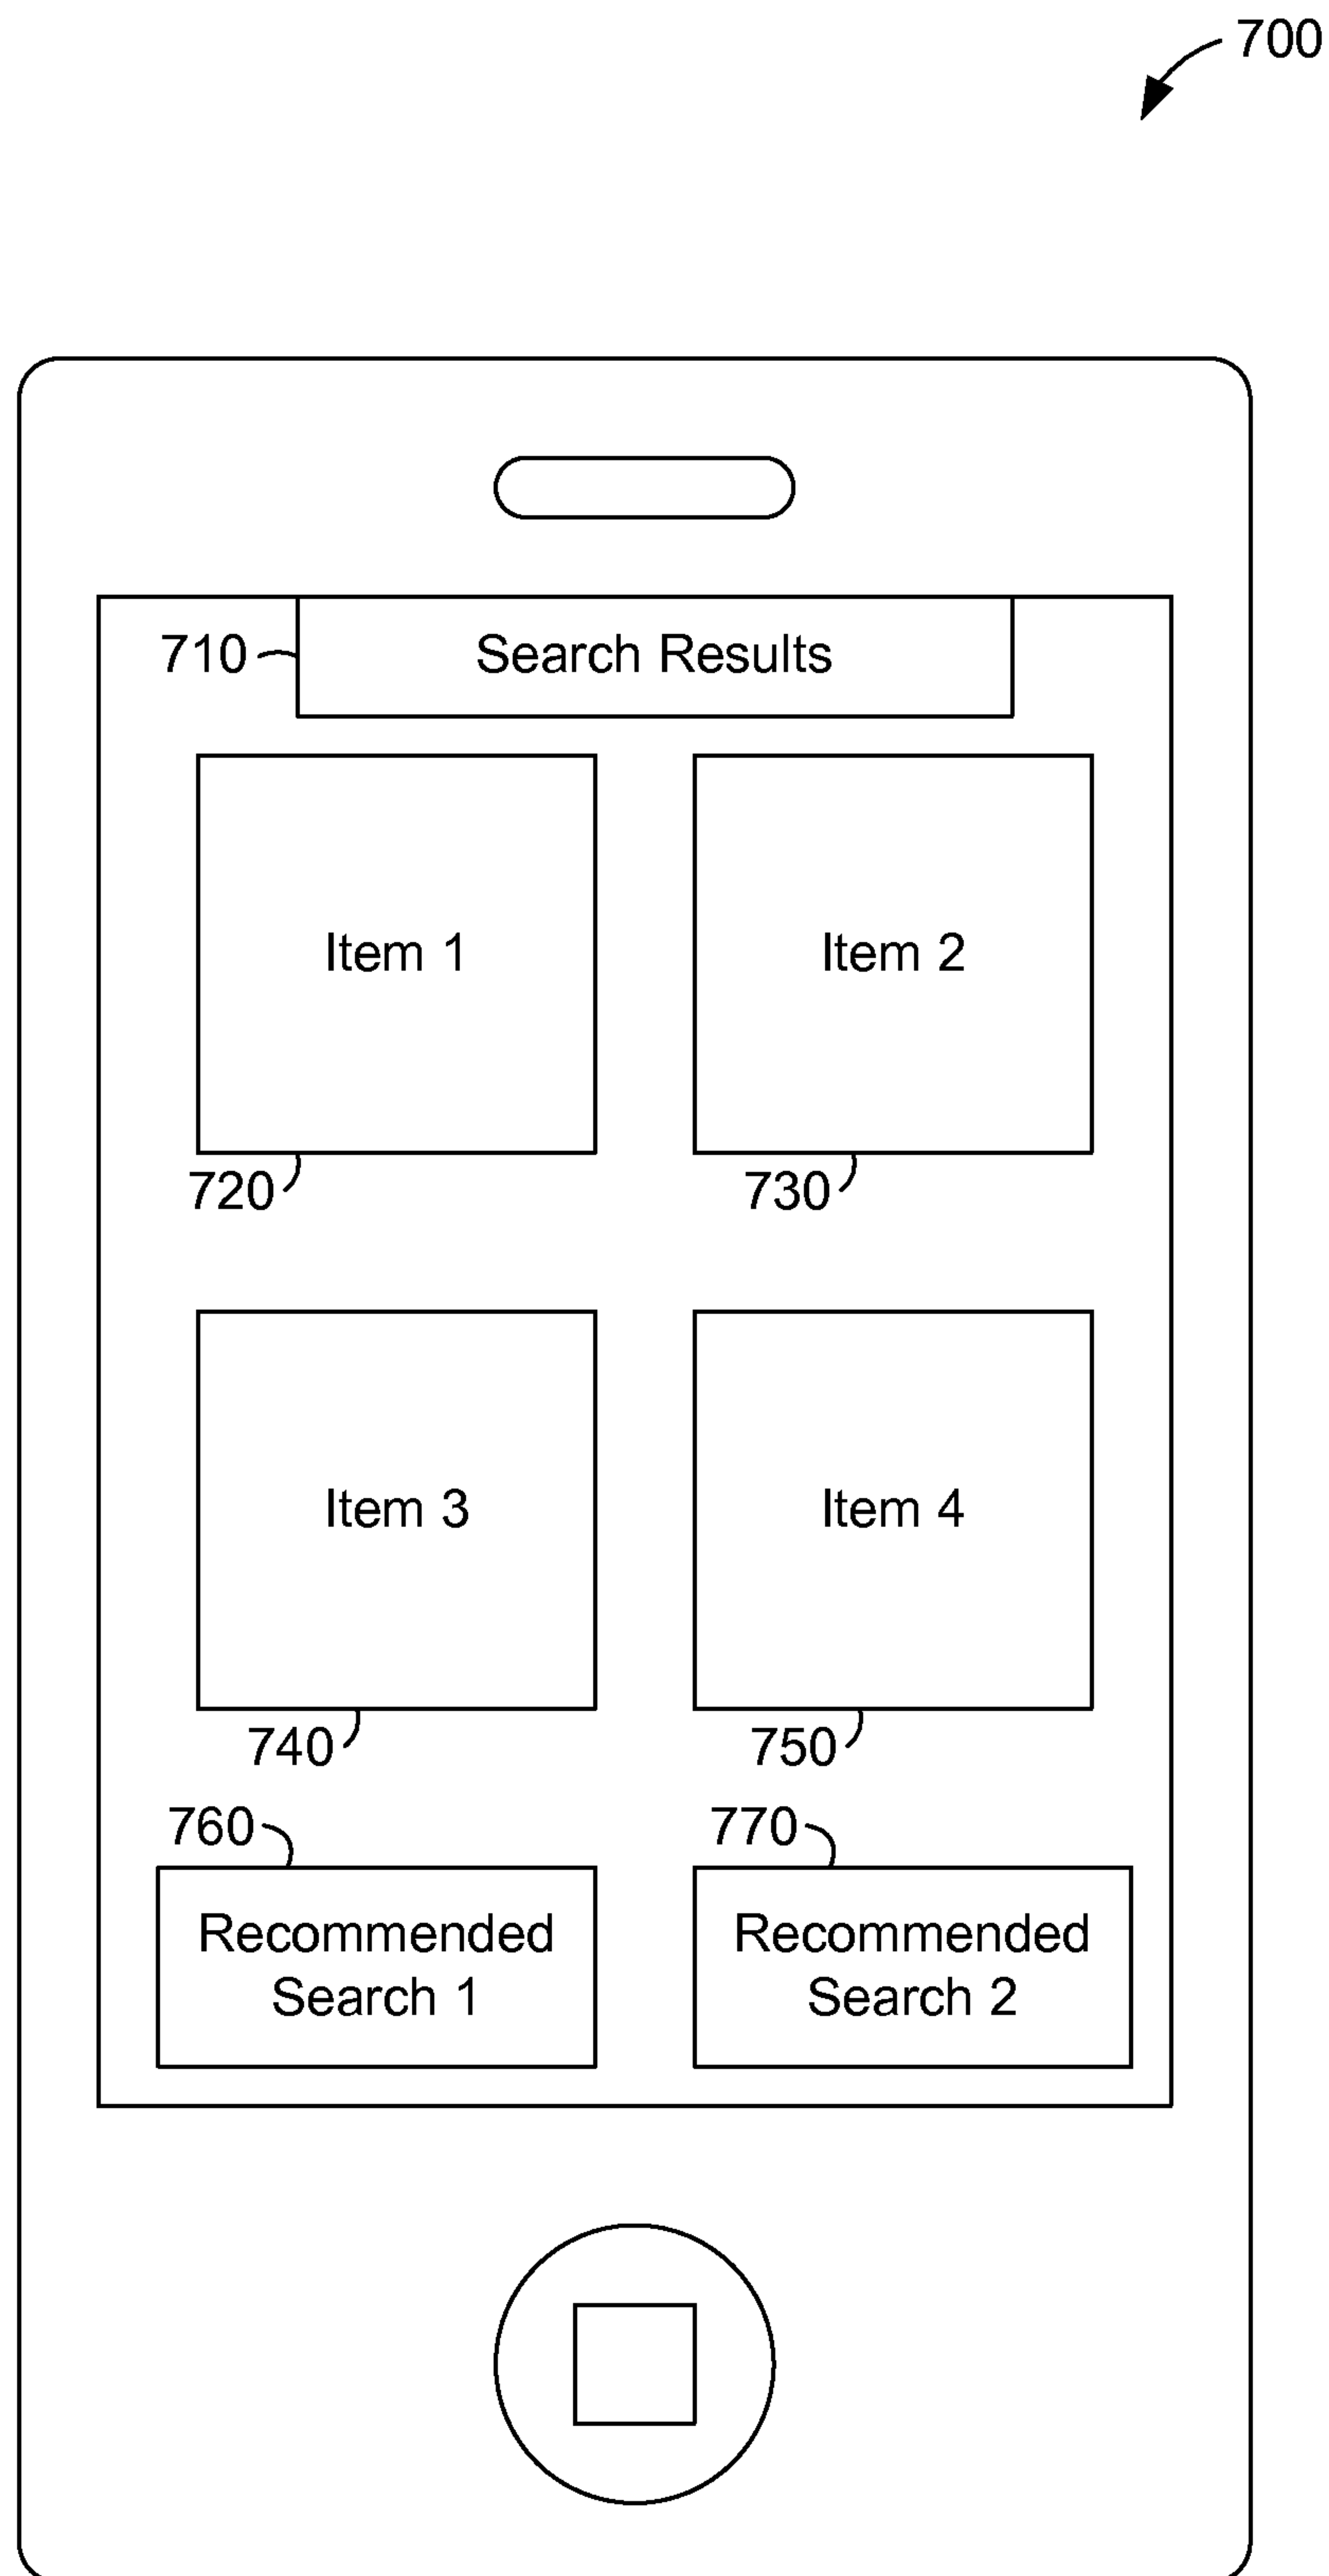 700
710
Search Results
Item 1
Item 2
720
730
Item 3
Item 4
740
750
760
770
Recommended
Search 1
Recommended
Search 2